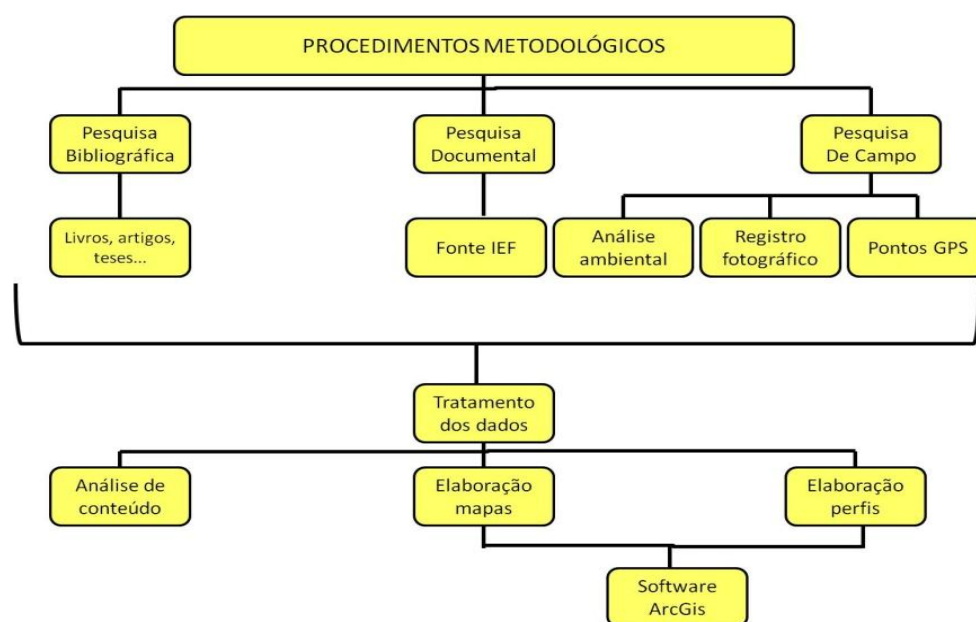 PROCEDIMENTOS METODOLÓGICOS
Pesquisa
Bibliográfica
Pesquisa
Documental
Pesquisa
De Campo
Livros, artigos,
teses...
Fonte IEF
Análise
ambiental
Registro
fotográfico
Pontos GPS
Tratamento
dos dados
Análise de
conteúdo
Elaboração
mapas
Elaboração
perfis
Software
ArcGis